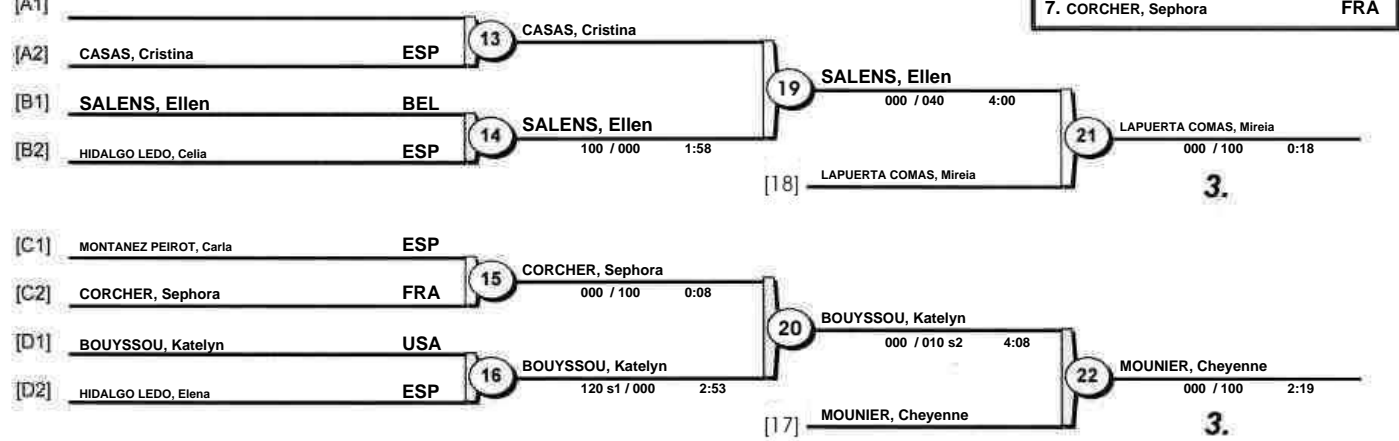 [A1]
7. CORCHER, Sephora FRA
13 CASAS, Cristina
[A2] CASAS, Cristina ESP
19 SALENS, Ellen
000 / 040 4:00
[B1] SALENS, Ellen BEL
14 SALENS, Ellen
100 / 000 1:58
21 LAPUERTA COMAS, Mireia
000 / 100 0:18
[B2] HIDALGO LEDO, Celia ESP
[18] LAPUERTA COMAS, Mireia
3.
[C1] MONTANEZ PEIROT, Carla ESP
15 CORCHER, Sephora
000 / 100 0:08
[C2] CORCHER, Sephora FRA
20 BOUYSSOU, Katelyn
000 / 010 s2 4:08
[D1] BOUYSSOU, Katelyn USA
16 BOUYSSOU, Katelyn
120 s1 / 000 2:53
22 MOUNIER, Cheyenne
000 / 100 2:19
[D2] HIDALGO LEDO, Elena ESP
[17] MOUNIER, Cheyenne
3.